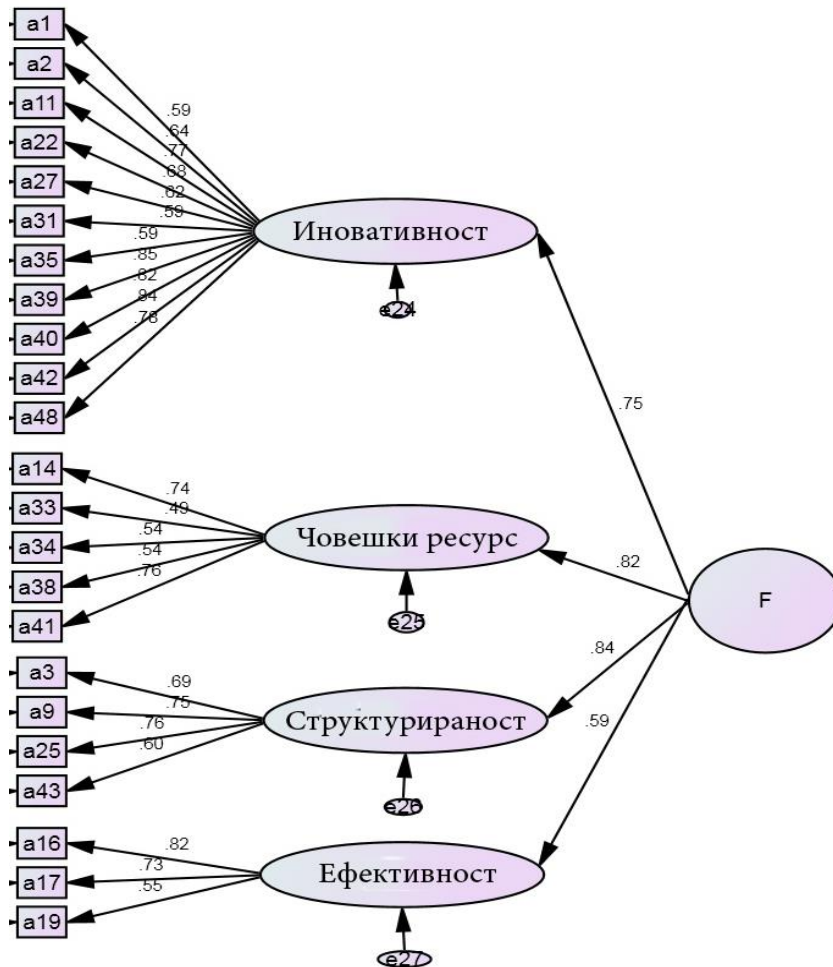 a1
a2
a11
a22
a27
a31
a35
a39
a40
a42
a48
.59
.64
.77
.68
.62
.59
.59
.85
.82
.84
.78
Иновативност
e24
.75
a14
a33
a34
a38
a41
.74
.49
.54
.54
.76
Човешки ресурс
e25
.82
F
a3
a9
a25
a43
.69
.75
.76
.60
Структурираност
e26
.84
a16
a17
a19
.82
.73
.55
Ефективност
e27
.59